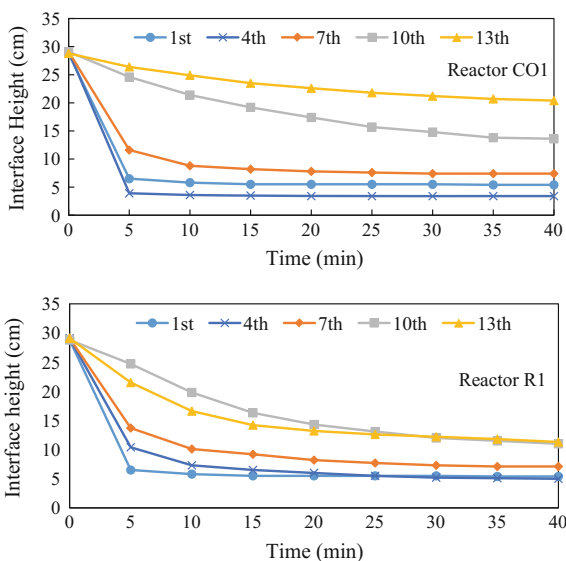 35
30
25
20
15
10
5
0
Interface Height (cm)
1st 4th 7th 10th 13th
Reactor CO1
0 5 10 15 20 25 30 35 40
Time (min)
35
30
25
20
15
10
5
0
Interface height (cm)
1st 4th 7th 10th 13th
Reactor R1
0 5 10 15 20 25 30 35 40
Time (min)